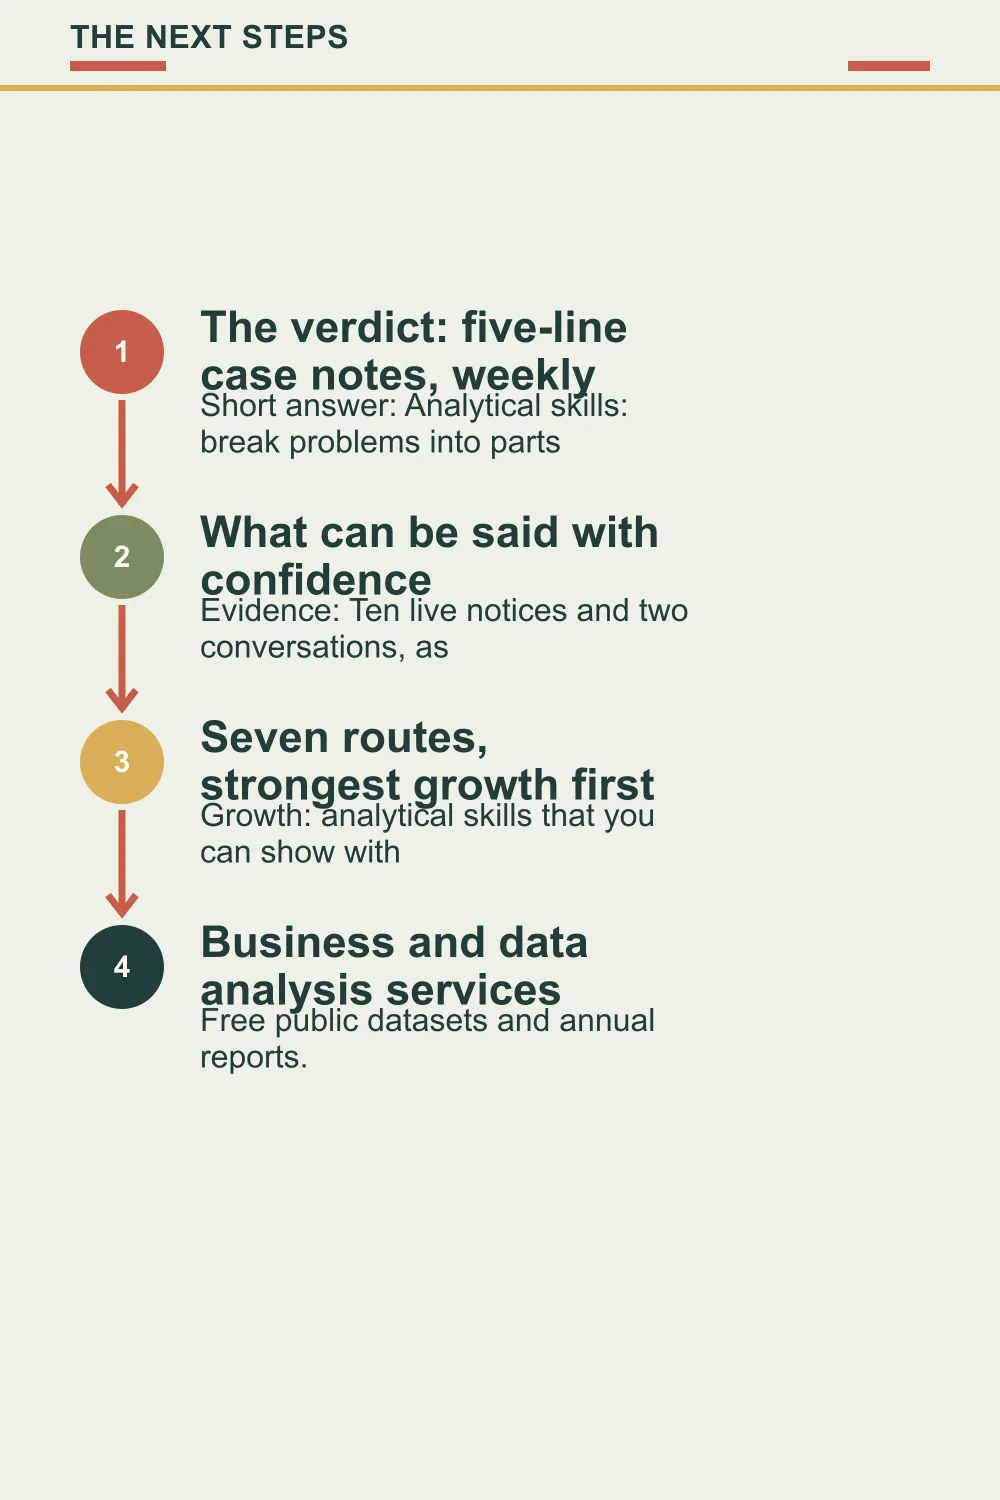 THE NEXT STEPS
1
The verdict: five-line
case notes, weekly
Short answer: Analytical skills:
break problems into parts
2
What can be said with
confidence
Evidence: Ten live notices and two
conversations, as
3
Seven routes,
strongest growth first
Growth: analytical skills that you
can show with
4
Business and data
analysis services
Free public datasets and annual
reports.